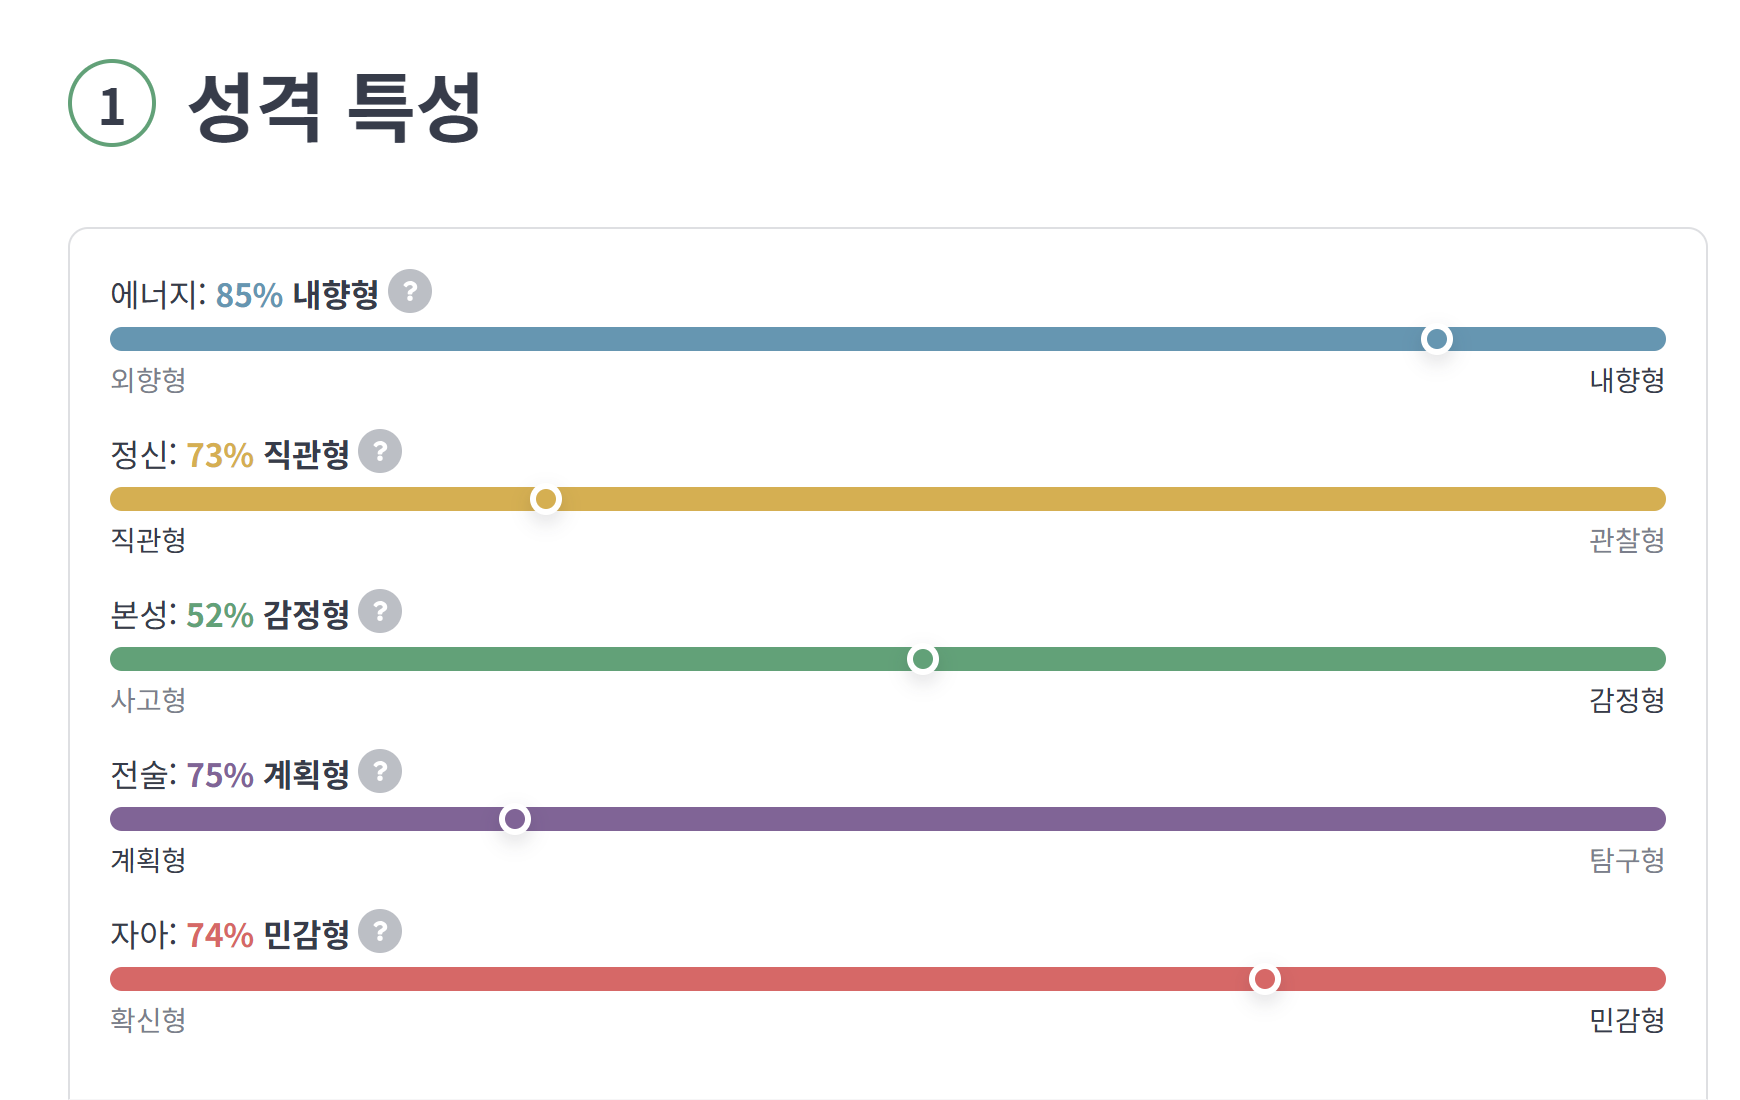 1 성격 특성
에너지: 85% 내향형 ?
외향형 내향형
정신: 73% 직관형 ?
직관형 관찰형
본성: 52% 감정형 ?
사고형 감정형
전술: 75% 계획형 ?
계획형 탐구형
자아: 74% 민감형 ?
확신형 민감형